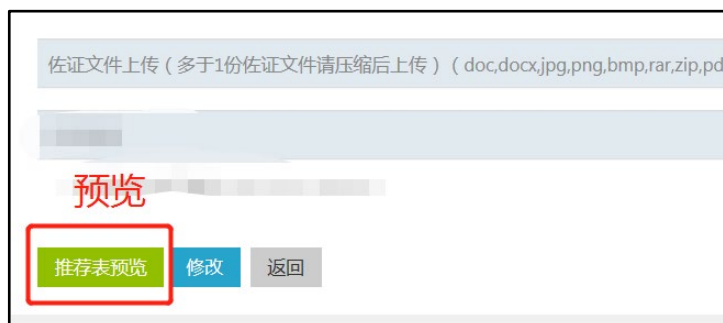 佐证文件上传（多于1份佐证文件请压缩后上传）（doc,docx,jpg,png,bmp,rar,zip,pd
预览
推荐表预览 修改 返回